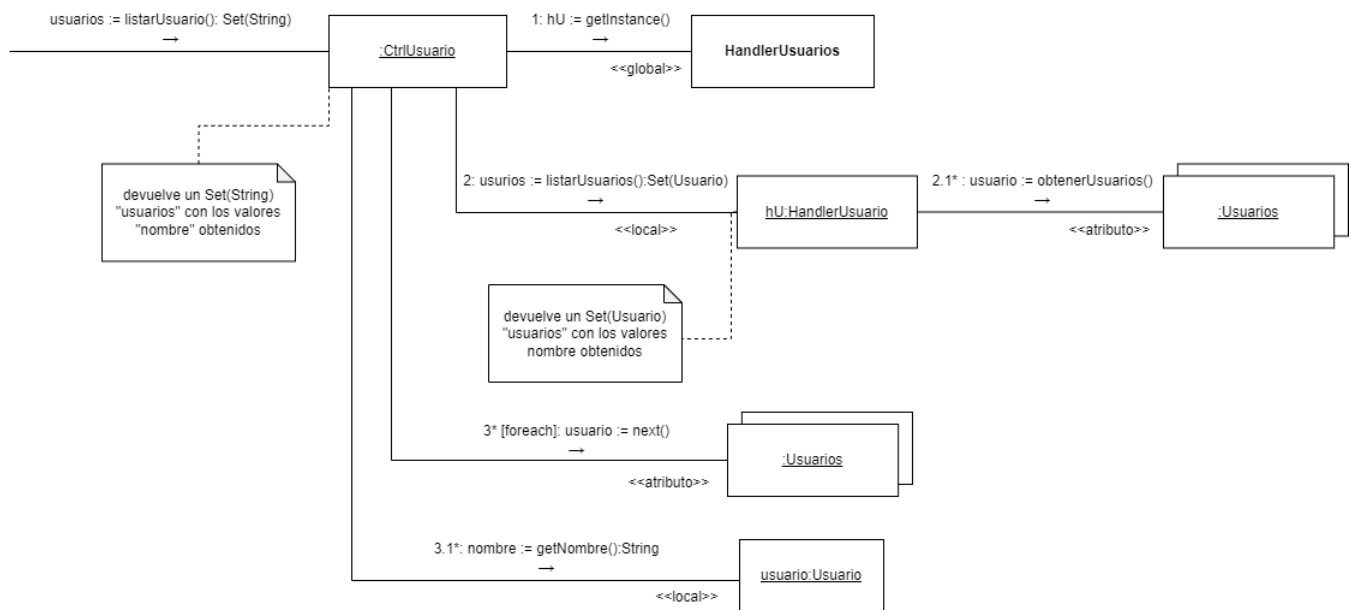 usuarios := listarUsuario(): Set(String)
→
:CtrlUsuario
1: hU := getInstance()
→
<<global>>
HandlerUsuarios
devuelve un Set(String)
"usuarios" con los valores
"nombre" obtenidos
2: usurios := listarUsuarios():Set(Usuario)
→
<<local>>
hU:HandlerUsuario
2.1* : usuario := obtenerUsuarios()
→
<<atributo>>
:Usuarios
devuelve un Set(Usuario)
"usuarios" con los valores
nombre obtenidos
3* [foreach]: usuario := next()
→
<<atributo>>
:Usuarios
3.1*: nombre := getNombre():String
→
<<local>>
usuario:Usuario